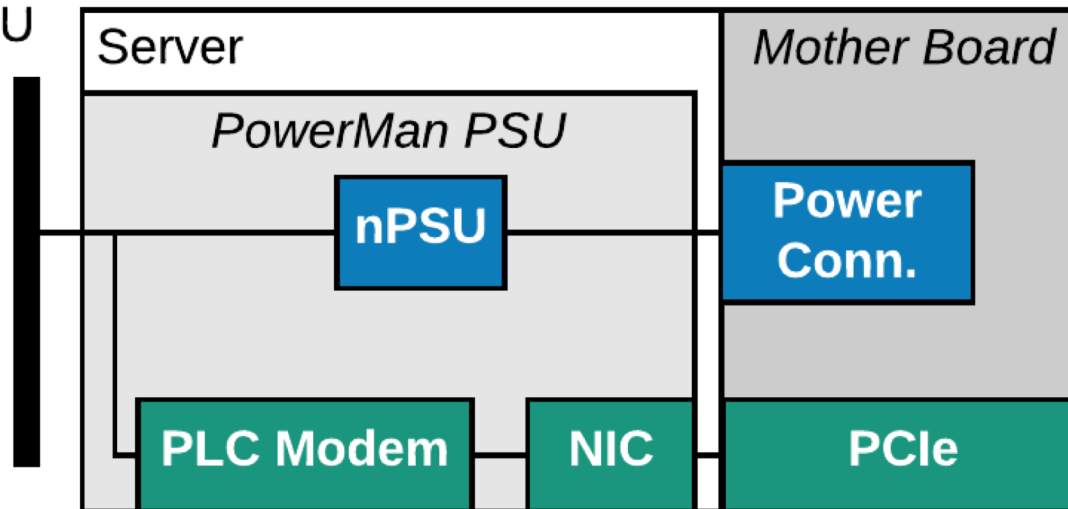 U
Server
Mother Board
PowerMan PSU
nPSU
Power
Conn.
PLC Modem
NIC
PCIe